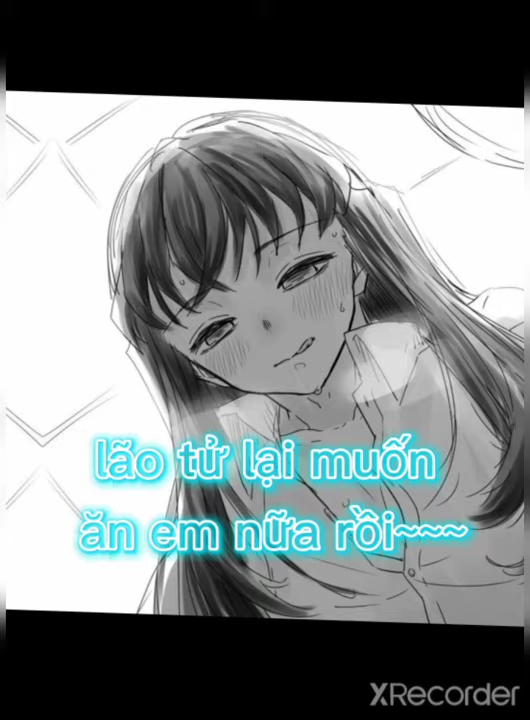 lão tử lại muốn
ăn em nữa rồi~~~
XRecorder